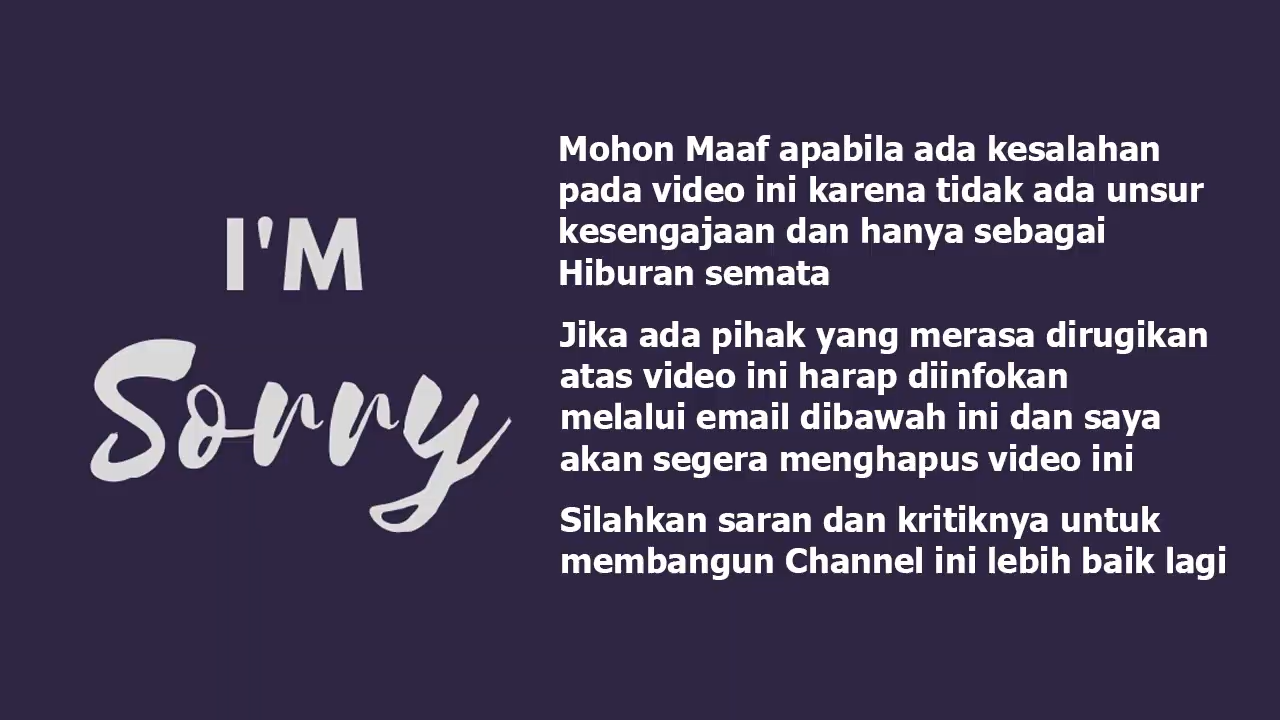 I'M
Sorry
Mohon Maaf apabila ada kesalahan
pada video ini karena tidak ada unsur
kesengajaan dan hanya sebagai
Hiburan semata
Jika ada pihak yang merasa dirugikan
atas video ini harap diinfokan
melalui email dibawah ini dan saya
akan segera menghapus video ini
Silahkan saran dan kritiknya untuk
membangun Channel ini lebih baik lagi